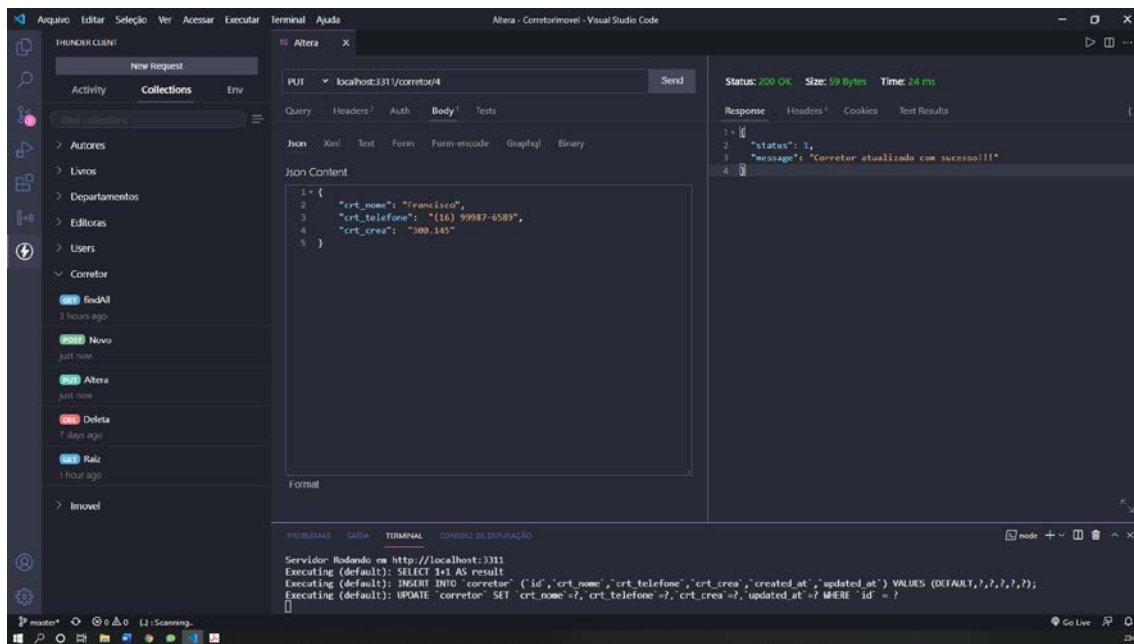 Arquivo Editar Seleção Ver Acessar Executar Terminal Ajuda
Altera - Corretorimovel - Visual Studio Code
THUNDER CLIENT
New Request
Activity Collections Env
filter collections
Autores
Livros
Departamentos
Editoras
Users
Corretor
GET findAll
3 hours ago
POST Novo
just now
PUT Altera
just now
DEL Deleta
7 days ago
GET Raiz
1 hour ago
Imovel
TC Altera X
PUT localhost:3311/corretor/4 Send
Query Headers 2 Auth Body 1 Tests
Json Xml Text Form Form-encode Graphql Binary
Json Content
1 {
2 "crt_nome": "Francisco",
3 "crt_telefone": "(16) 99987-6589",
4 "crt_crea": "300.145"
5 }
Format
Status: 200 OK Size: 59 Bytes Time: 24 ms
Response Headers 6 Cookies Test Results
1 {
2 "status": 1,
3 "message": "Corretor atualizado com sucesso!!!"
4 }
PROBLEMAS SAÍDA TERMINAL CONSOLE DE DEPURAÇÃO
node
Servidor Rodando em http://localhost:3311
Executing (default): SELECT 1+1 AS result
Executing (default): INSERT INTO `corretor` (`id`,`crt_nome`,`crt_telefone`,`crt_crea`,`created_at`,`updated_at`) VALUES (DEFAULT,?,?,?,?,?);
Executing (default): UPDATE `corretor` SET `crt_nome`=?,`crt_telefone`=?,`crt_crea`=?,`updated_at`=? WHERE `id` = ?
master* 0 0 [.] : Scanning..
Go Live